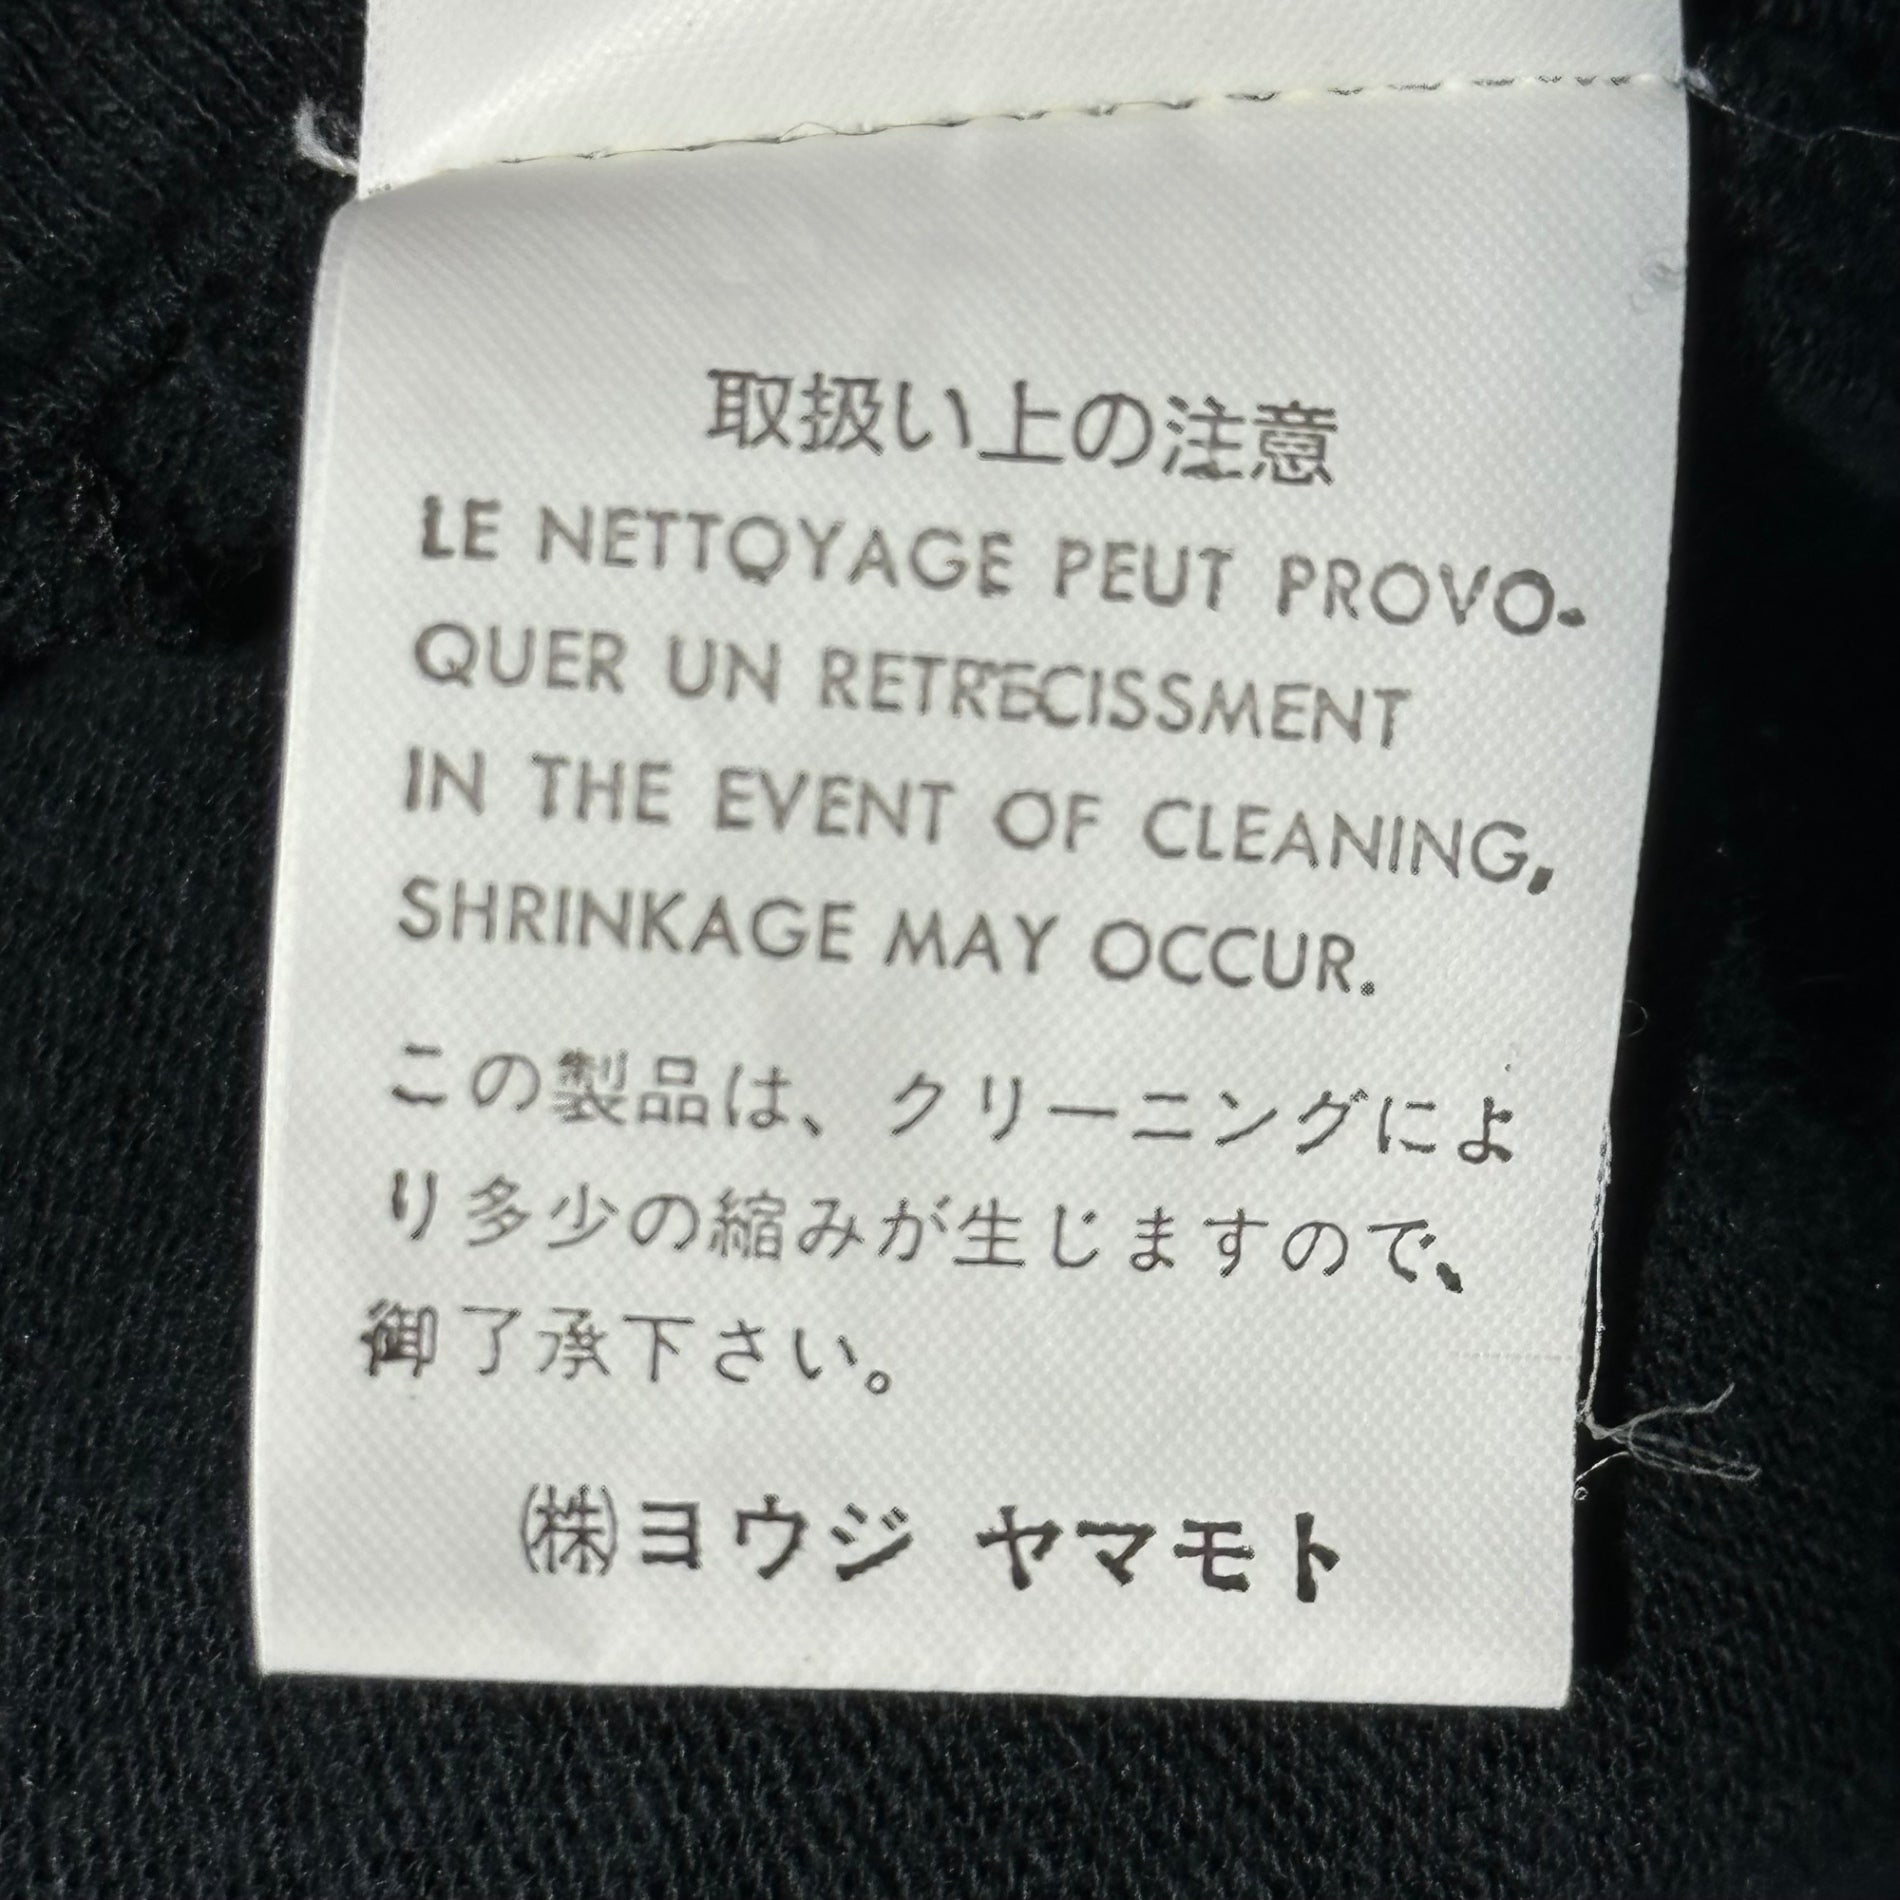 取扱い上の注意
LE NETTOYAGE PEUT PROVO-
QUER UN RETRECISSMENT
IN THE EVENT OF CLEANING,
SHRINKAGE MAY OCCUR.
この製品は、クリーニングによ
り多少の縮みが生じますので、
御了承下さい。
㈱ヨウジ ヤマモト